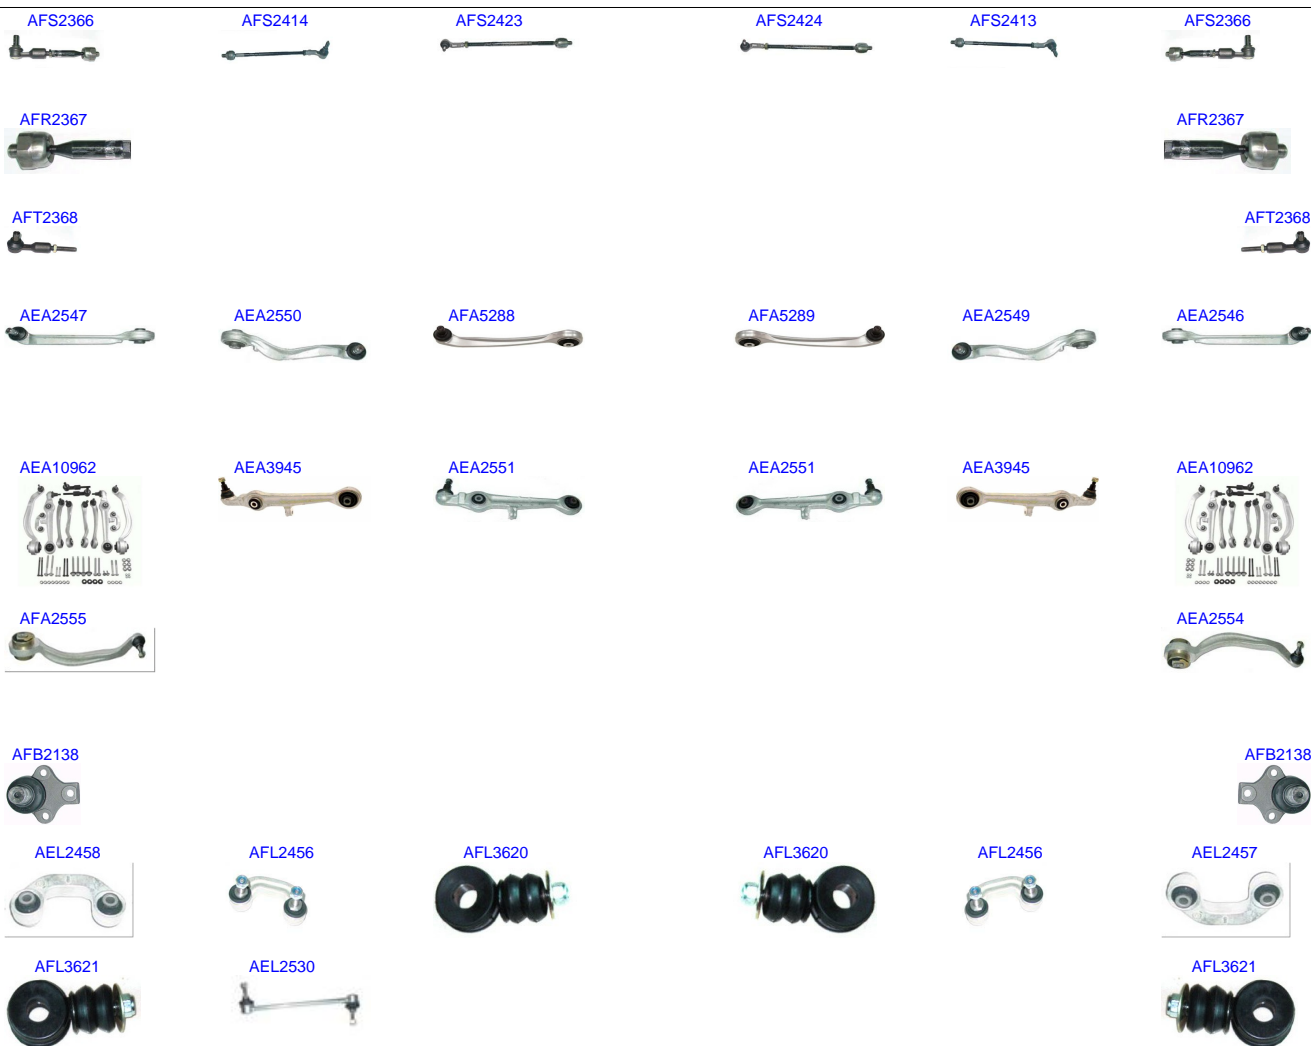 AFS2366 AFS2414 AFS2423 AFS2424 AFS2413 AFS2366
AFR2367 AFR2367
AFT2368 AFT2368
AEA2547 AEA2550 AFA5288 AFA5289 AEA2549 AEA2546
AEA10962 AEA3945 AEA2551 AEA2551 AEA3945 AEA10962
AFA2555 AEA2554
AFB2138 AFB2138
AEL2458 AFL2456 AFL3620 AFL3620 AFL2456 AEL2457
AFL3621 AEL2530 AFL3621